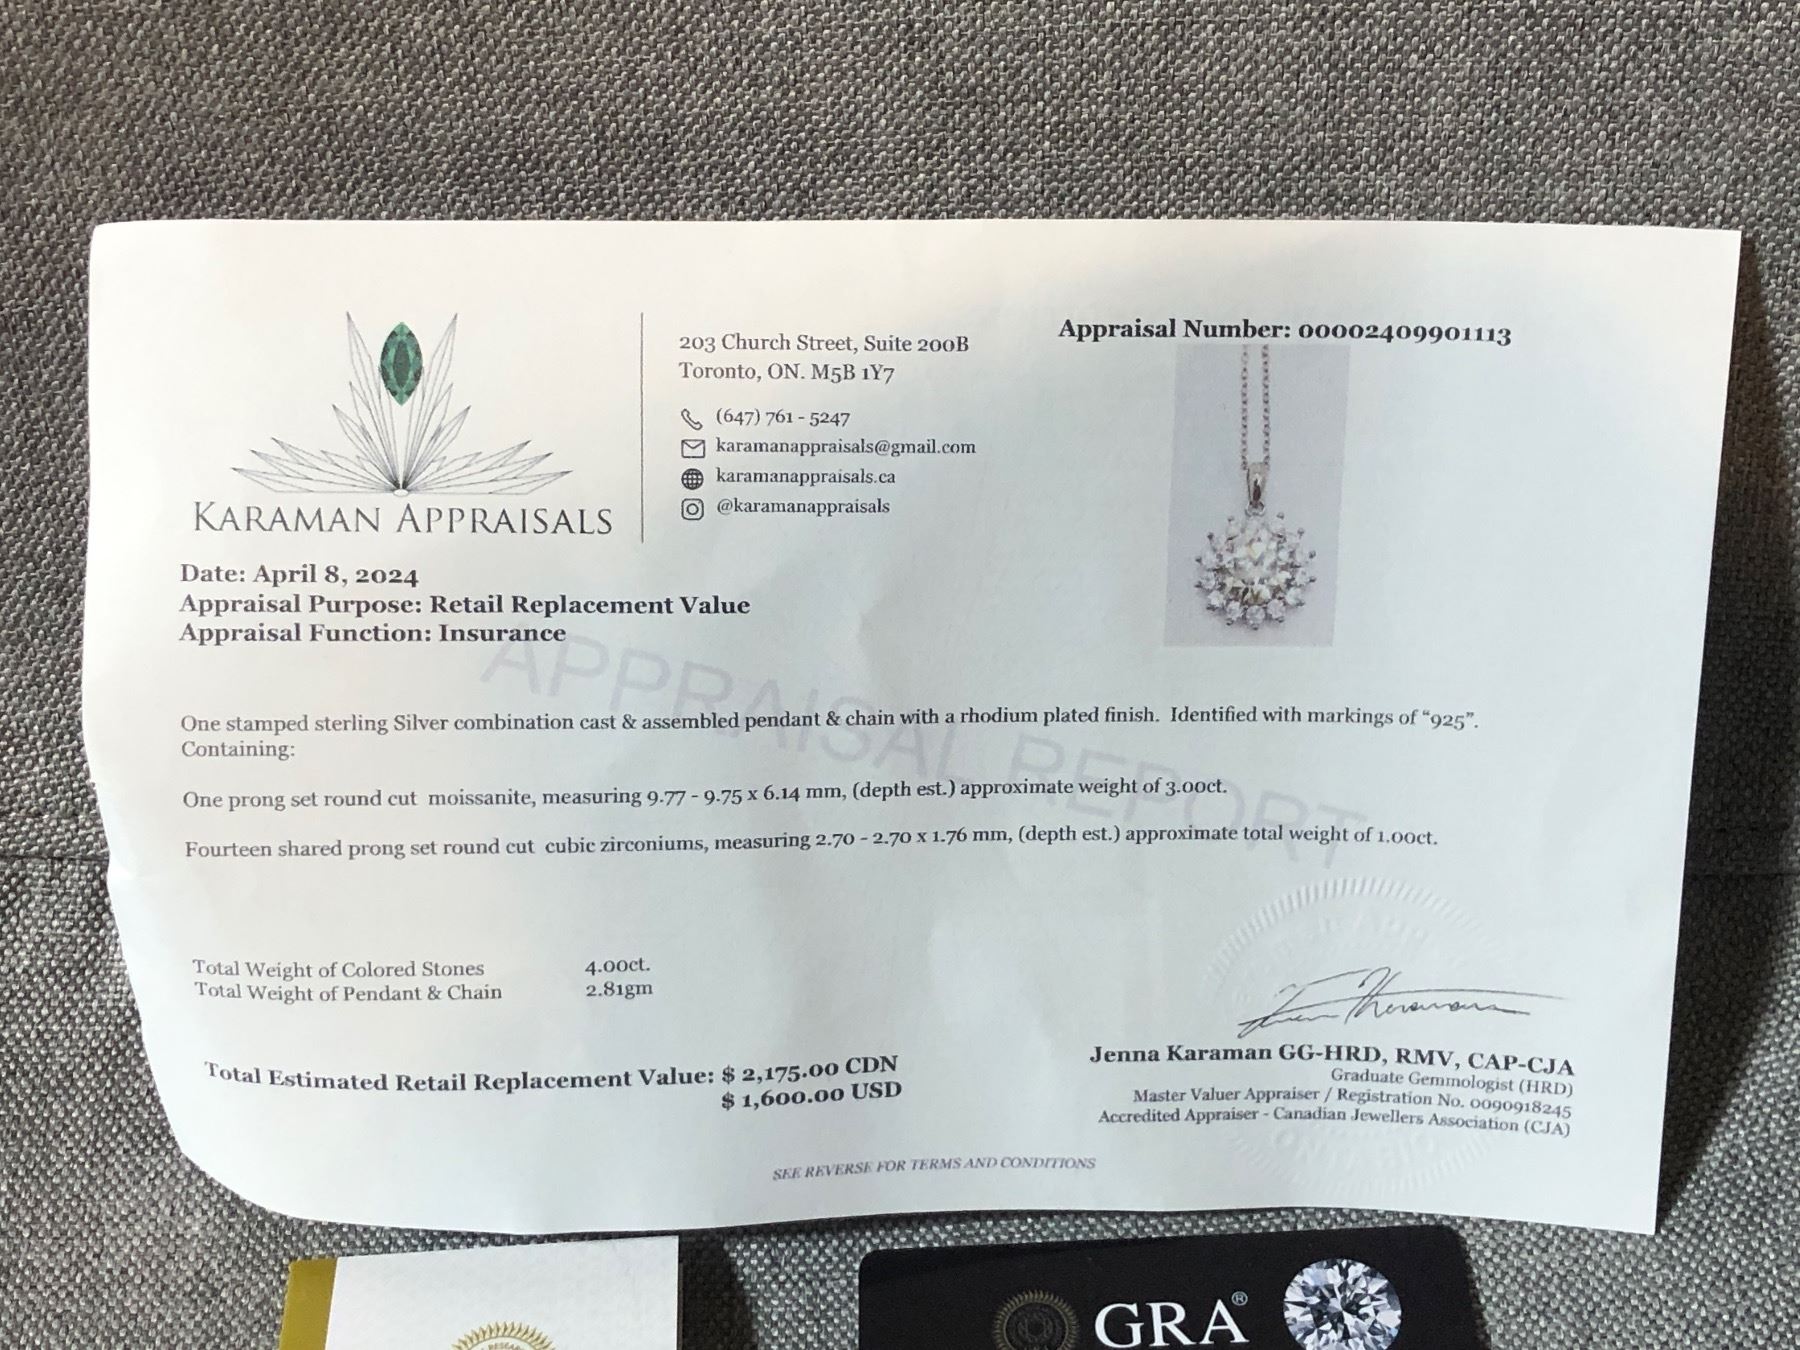 KARAMAN APPRAISALS
203 Church Street, Suite 200B
Toronto, ON. M5B 1Y7
(647) 761 - 5247
karamanappraisals@gmail.com
karamanappraisals.ca
@karamanappraisals
Appraisal Number: 00002409901113
Date: April 8, 2024
Appraisal Purpose: Retail Replacement Value
Appraisal Function: Insurance
APPRAISAL REPORT
One stamped sterling Silver combination cast & assembled pendant & chain with a rhodium plated finish. Identified with markings of “925”.
Containing:
One prong set round cut moissanite, measuring 9.77 - 9.75 x 6.14 mm, (depth est.) approximate weight of 3.00ct.
Fourteen shared prong set round cut cubic zirconiums, measuring 2.70 - 2.70 x 1.76 mm, (depth est.) approximate total weight of 1.00ct.
Total Weight of Colored Stones 4.00ct.
Total Weight of Pendant & Chain 2.81gm
Total Estimated Retail Replacement Value: $ 2,175.00 CDN
$ 1,600.00 USD
Jenna Karaman GG-HRD, RMV, CAP-CJA
Graduate Gemmologist (HRD)
Master Valuer Appraiser / Registration No. 0090918245
Accredited Appraiser - Canadian Jewellers Association (CJA)
SEE REVERSE FOR TERMS AND CONDITIONS
GRA®